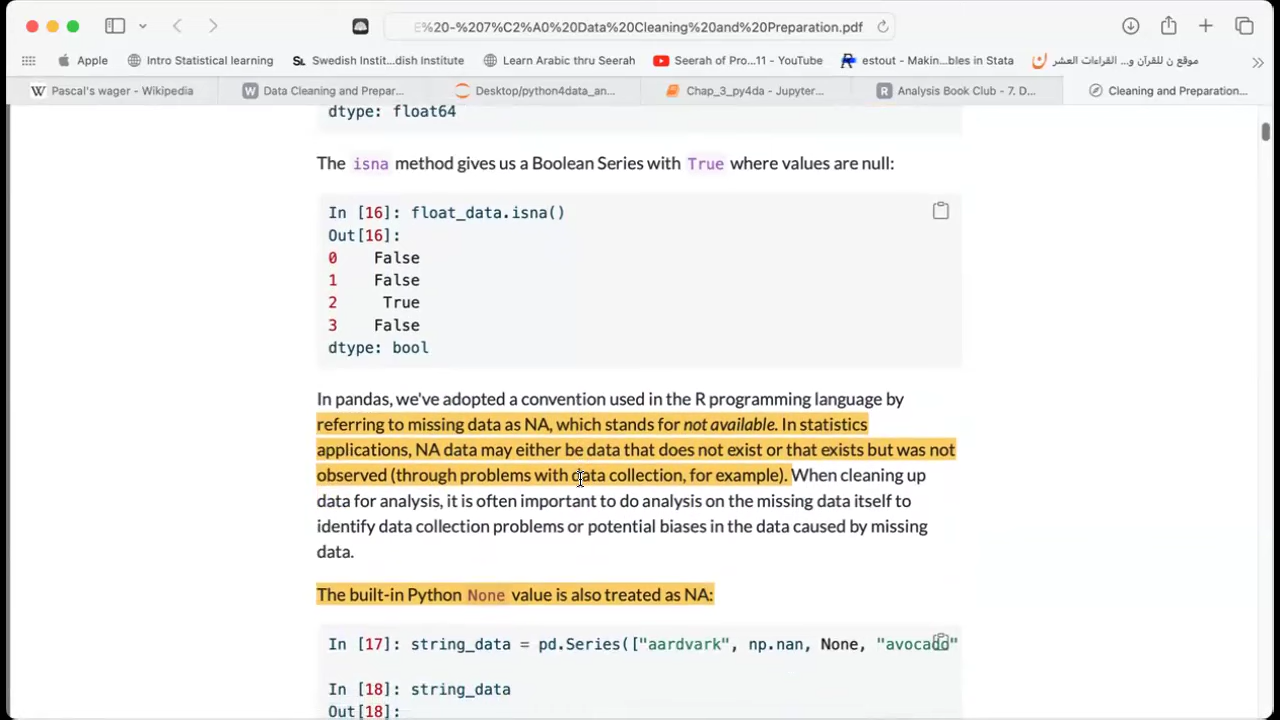 E%20-%207%C2%A0%20Data%20Cleaning%20and%20Preparation.pdf
Apple Intro Statistical learning SL Swedish Instit...dish Institute Learn Arabic thru Seerah Seerah of Pro...11 - YouTube estout - Makin...bles in Stata موقع ن للقرآن و... القراءات العشر
W Pascal's wager - Wikipedia W Data Cleaning and Prepar... Desktop/python4data_an... Chap_3_py4da - Jupyter... R Analysis Book Club - 7. D... Cleaning and Preparation...
dtype: float64
The isna method gives us a Boolean Series with True where values are null:
In [16]: float_data.isna()
Out[16]:
0 False
1 False
2 True
3 False
dtype: bool
In pandas, we've adopted a convention used in the R programming language by
referring to missing data as NA, which stands for not available. In statistics
applications, NA data may either be data that does not exist or that exists but was not
observed (through problems with data collection, for example). When cleaning up
data for analysis, it is often important to do analysis on the missing data itself to
identify data collection problems or potential biases in the data caused by missing
data.
The built-in Python None value is also treated as NA:
In [17]: string_data = pd.Series(["aardvark", np.nan, None, "avocado"
In [18]: string_data
Out[18]: